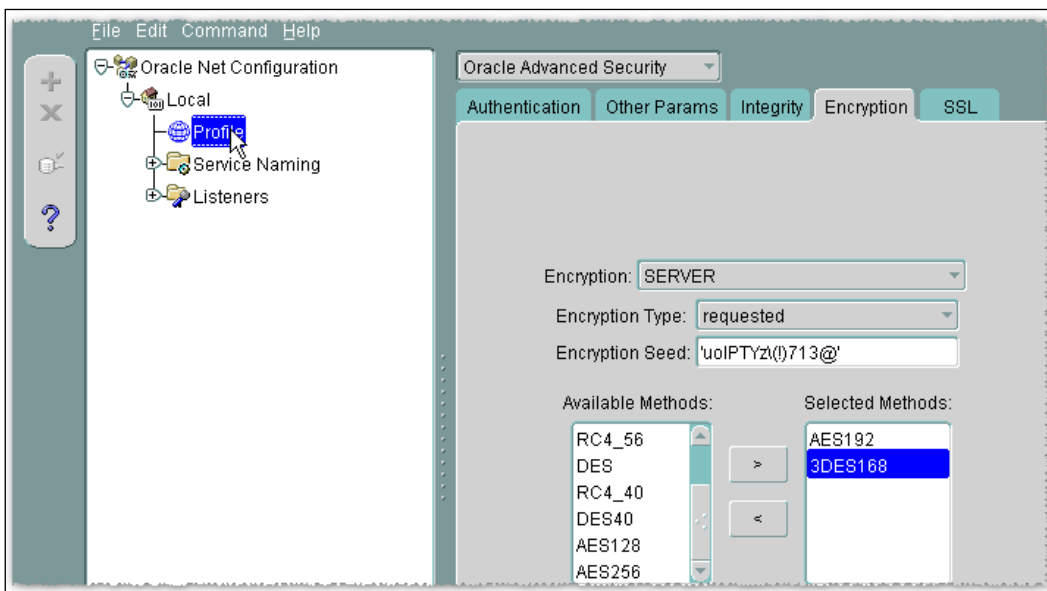 File Edit Command Help
Oracle Net Configuration
Local
Profile
Service Naming
Listeners
Oracle Advanced Security
Authentication Other Params Integrity Encryption SSL
Encryption: SERVER
Encryption Type: requested
Encryption Seed: 'uoIPTYz\(!)713@'
Available Methods: Selected Methods:
RC4_56 AES192
DES > 3DES168
RC4_40
DES40 <
AES128
AES256